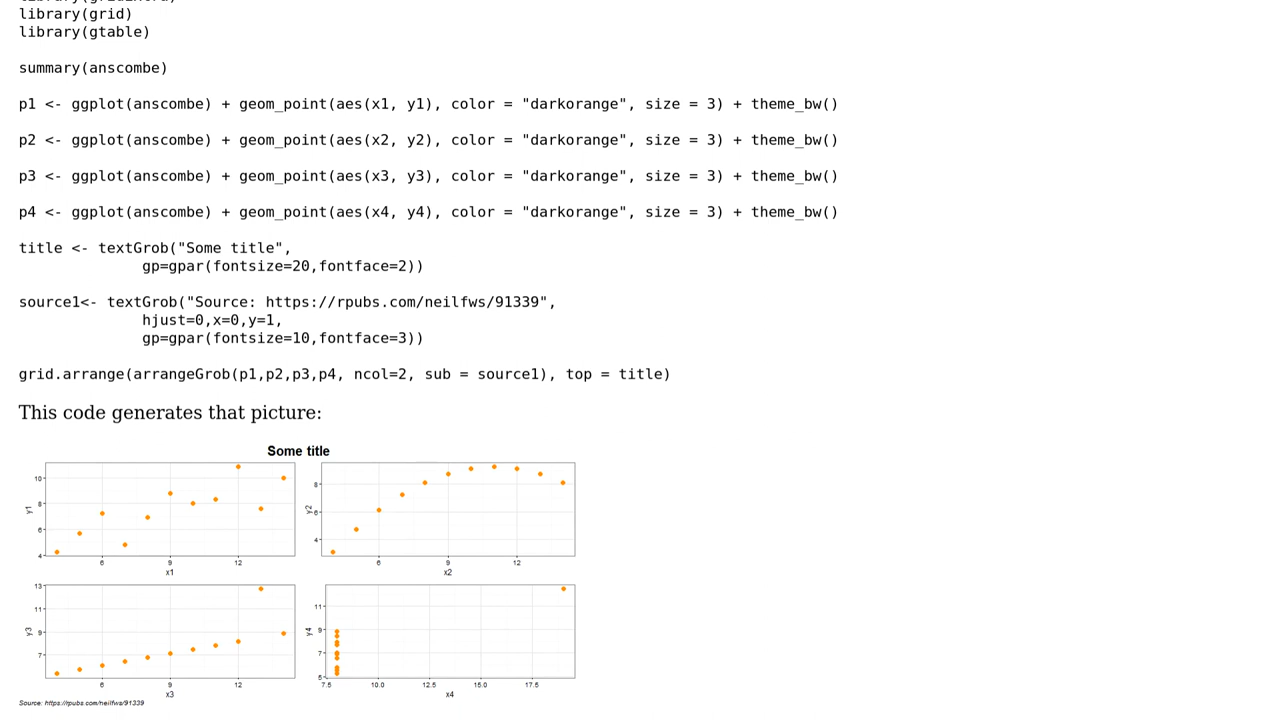 library(grid)
library(gtable)
summary(anscombe)
p1 <- ggplot(anscombe) + geom_point(aes(x1, y1), color = "darkorange", size = 3) + theme_bw()
p2 <- ggplot(anscombe) + geom_point(aes(x2, y2), color = "darkorange", size = 3) + theme_bw()
p3 <- ggplot(anscombe) + geom_point(aes(x3, y3), color = "darkorange", size = 3) + theme_bw()
p4 <- ggplot(anscombe) + geom_point(aes(x4, y4), color = "darkorange", size = 3) + theme_bw()
title <- textGrob("Some title",
gp=gpar(fontsize=20,fontface=2))
source1<- textGrob("Source: https://rpubs.com/neilfws/91339",
hjust=0,x=0,y=1,
gp=gpar(fontsize=10,fontface=3))
grid.arrange(arrangeGrob(p1,p2,p3,p4, ncol=2, sub = source1), top = title)
This code generates that picture:
Some title
10
8
6
4
y1
6 9 12
x1
8
6
4
y2
6 9 12
x2
13
11
9
7
y3
6 9 12
x3
11
9
7
5
y4
7.5 10.0 12.5 15.0 17.5
x4
Source: https://rpubs.com/neilfws/91339